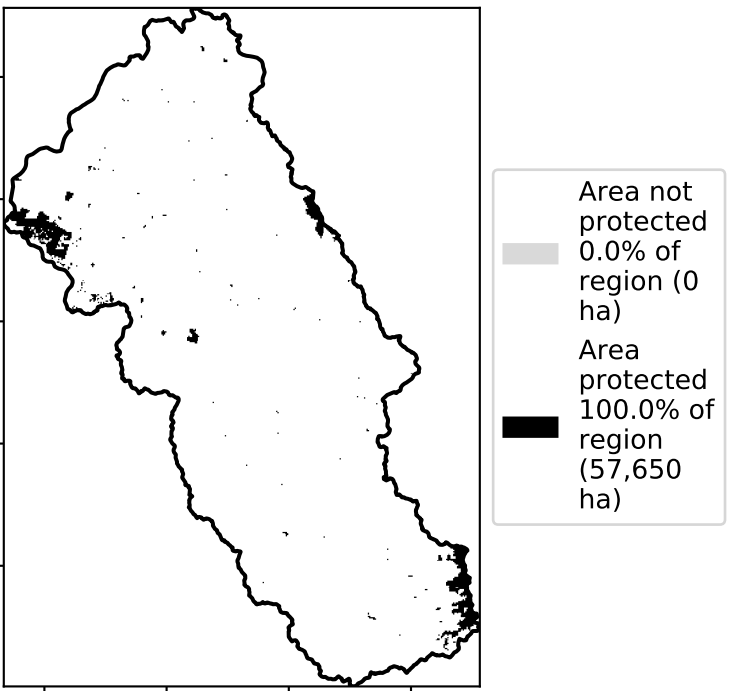 Area not
protected
0.0% of
region (0
ha)
Area
protected
100.0% of
region
(57,650
ha)